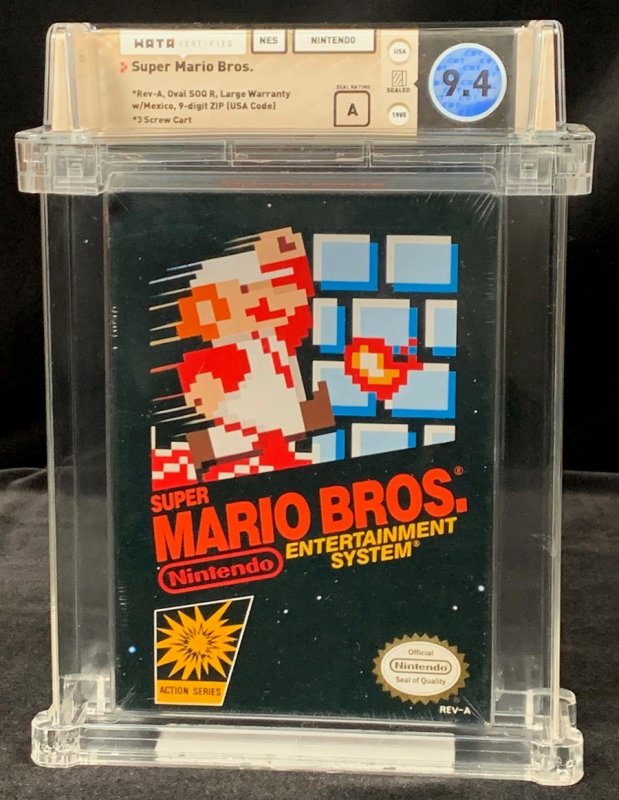 WATA CERTIFIED
NES
NINTENDO
USA
Super Mario Bros.
SEALED
9.4
SEAL RATING
*Rev-A, Oval SOQ R, Large Warranty
w/Mexico, 9-digit ZIP (USA Code)
*3 Screw Cart
A
1985
SUPER
MARIO BROS.®
Nintendo
ENTERTAINMENT
SYSTEM®
ACTION SERIES
Official
Nintendo
Seal of Quality
REV-A